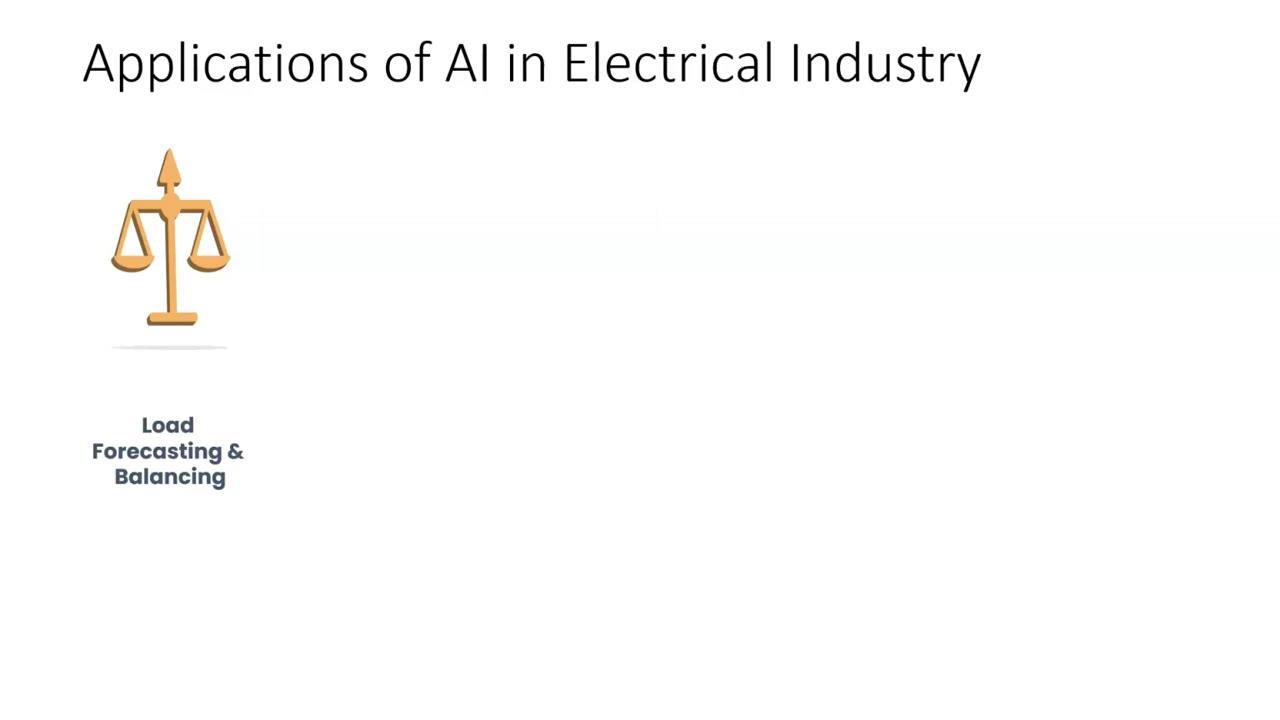 Applications of AI in Electrical Industry
Load
Forecasting &
Balancing